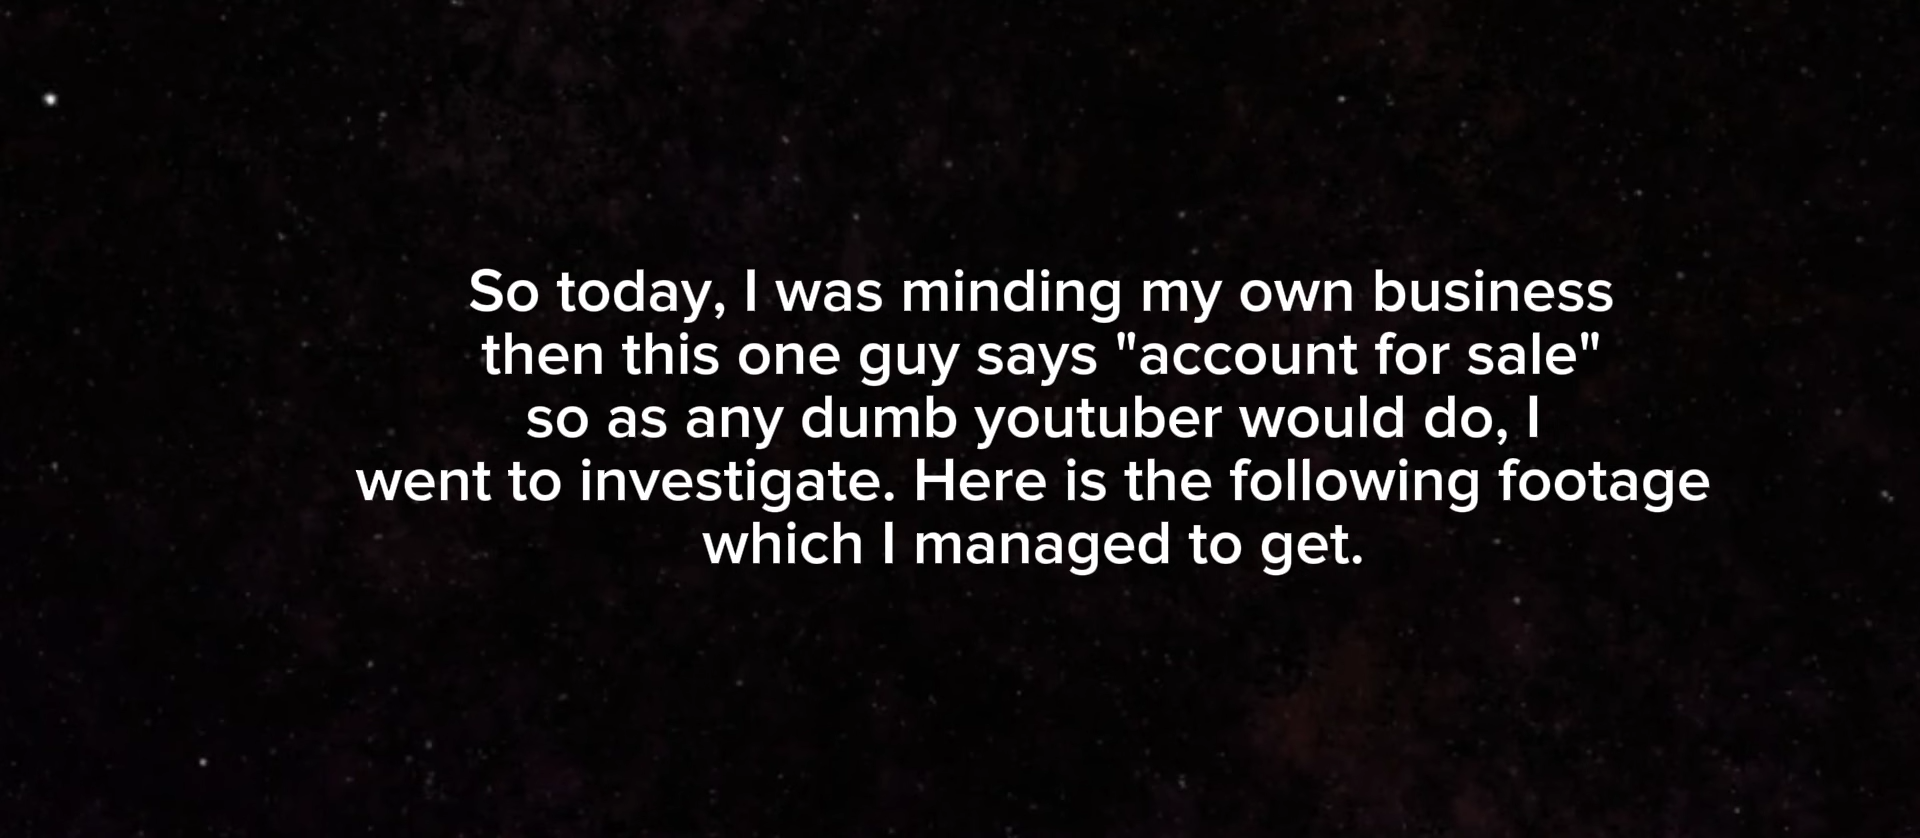 So today, I was minding my own business
then this one guy says "account for sale"
so as any dumb youtuber would do, I
went to investigate. Here is the following footage
which I managed to get.